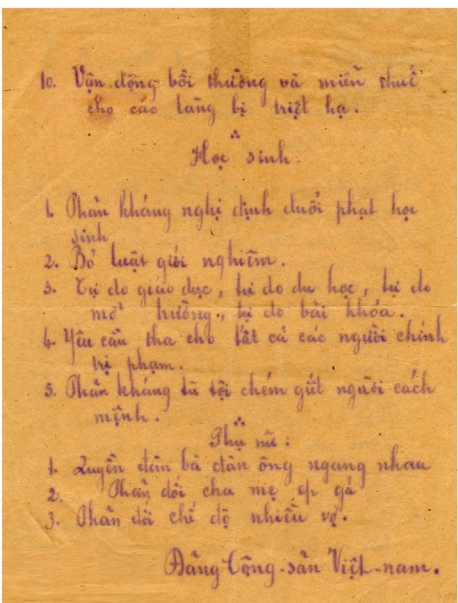 10. Vận động bồi thường và miễn thuế
cho các làng bị triệt hạ.
Học sinh.
1. Phản kháng nghị định đuổi phạt học
sinh
2. Bỏ luật giới nghiêm.
3. Tự do giáo dục, tự do du học, tự do
mở trường, tự do bãi khóa.
4. Yêu cầu tha cho tất cả các người chính
trị phạm.
5. Phản kháng sự tội chém giết người cách
mệnh.
Phụ nữ:
1. Quyền đàn bà đàn ông ngang nhau
2. Phản đối cha mẹ ép gả
3. Phản đối chế độ nhiều vợ.
Đảng Cộng-sản Việt-nam.